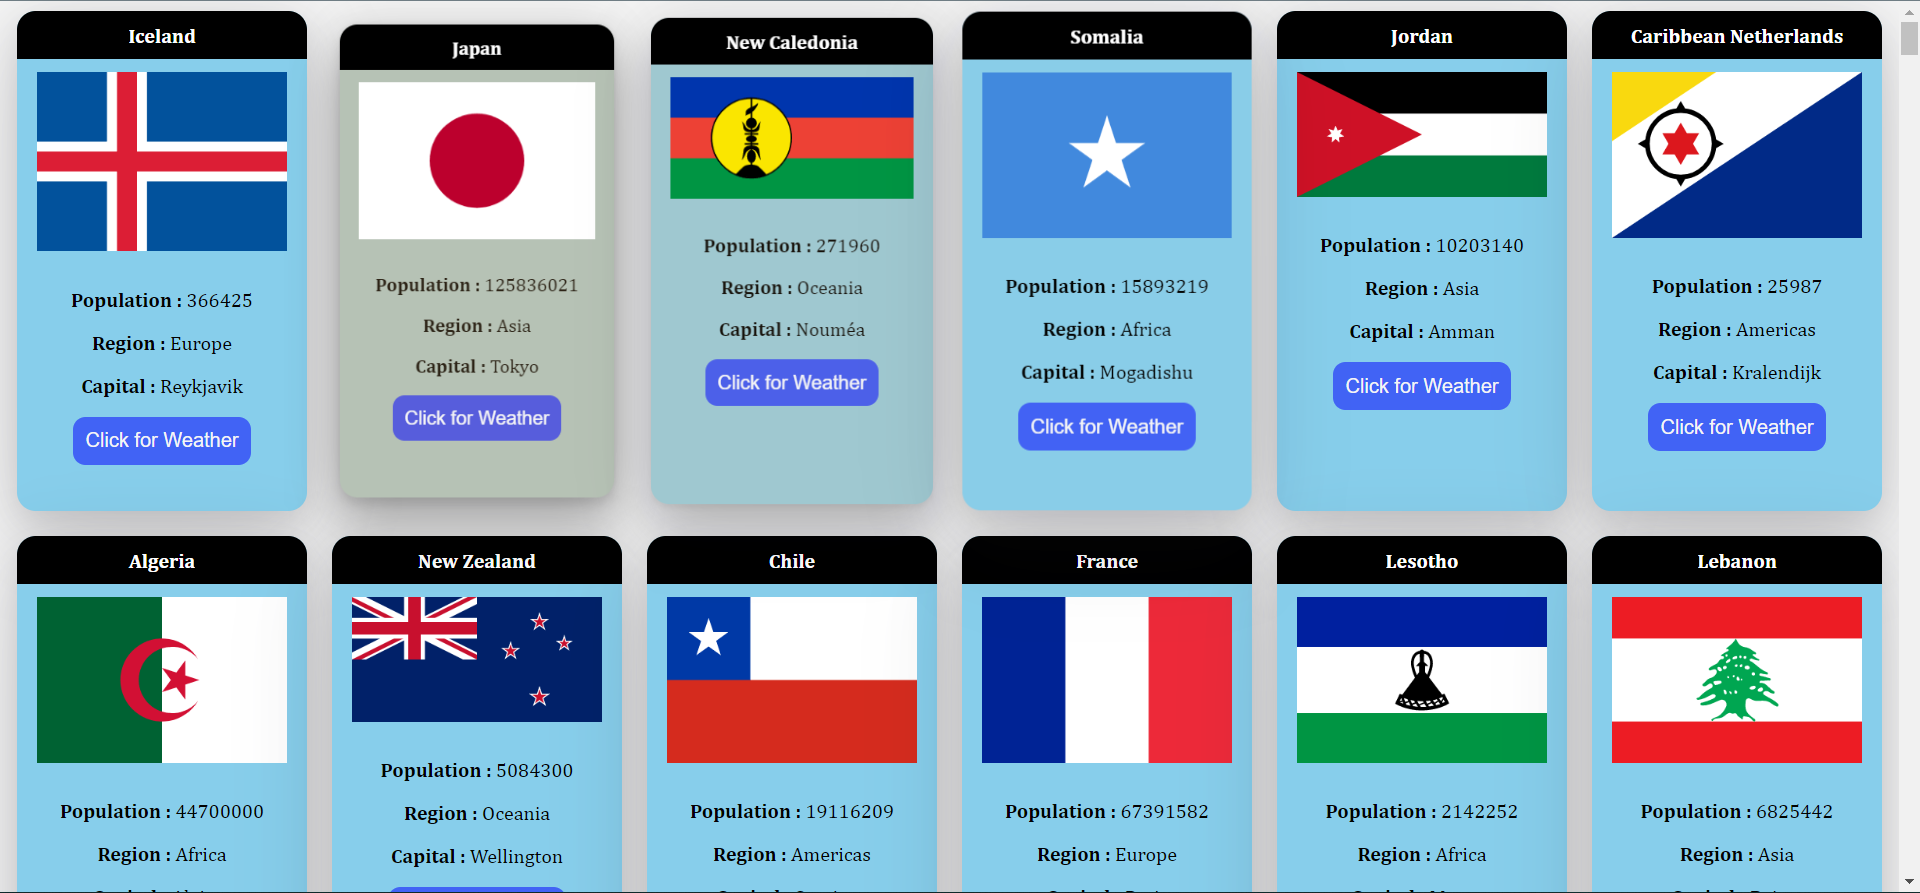 Iceland
Population : 366425
Region : Europe
Capital : Reykjavik
Click for Weather
Japan
Population : 125836021
Region : Asia
Capital : Tokyo
Click for Weather
New Caledonia
Population : 271960
Region : Oceania
Capital : Nouméa
Click for Weather
Somalia
Population : 15893219
Region : Africa
Capital : Mogadishu
Click for Weather
Jordan
Population : 10203140
Region : Asia
Capital : Amman
Click for Weather
Caribbean Netherlands
Population : 25987
Region : Americas
Capital : Kralendijk
Click for Weather
Algeria
Population : 44700000
Region : Africa
New Zealand
Population : 5084300
Region : Oceania
Capital : Wellington
Chile
Population : 19116209
Region : Americas
France
Population : 67391582
Region : Europe
Lesotho
Population : 2142252
Region : Africa
Lebanon
Population : 6825442
Region : Asia